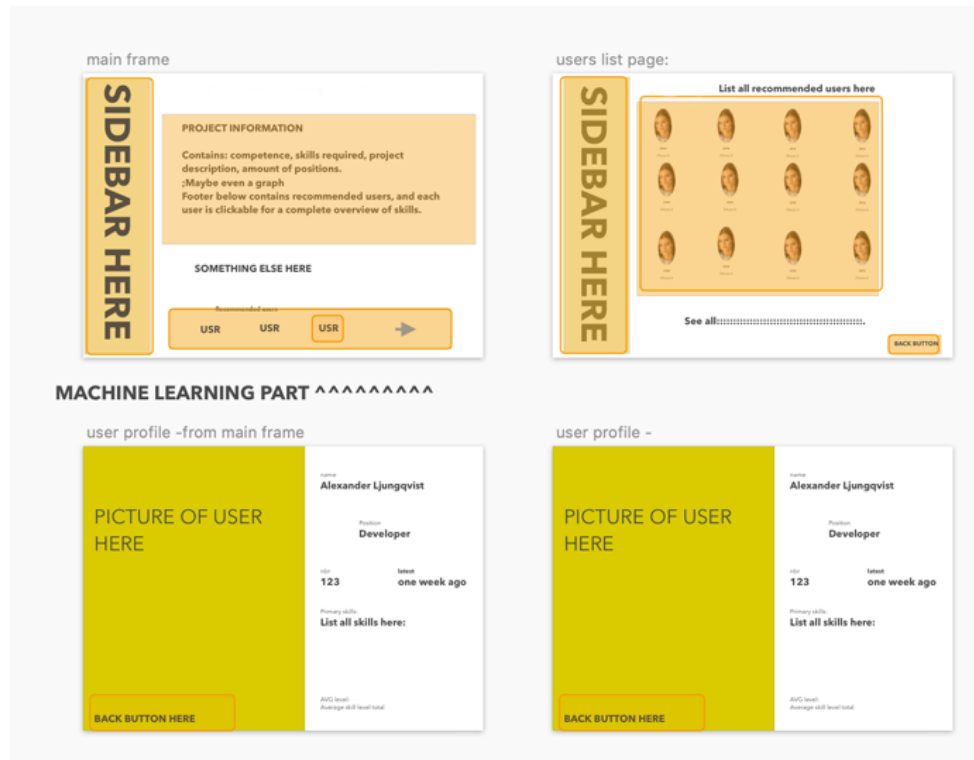 main frame
SIDEBAR HERE
PROJECT INFORMATION
Contains: competence, skills required, project
description, amount of positions.
;Maybe even a graph
Footer below contains recommended users, and each
user is clickable for a complete overview of skills.
SOMETHING ELSE HERE
Recommended users
USR
USR
USR
users list page:
SIDEBAR HERE
List all recommended users here
See all::::::::::::::::::::::::::::::::::::::::::::::.
BACK BUTTON
MACHINE LEARNING PART ^^^^^^^^^
user profile -from main frame
PICTURE OF USER
HERE
BACK BUTTON HERE
name
Alexander Ljungqvist
Position
Developer
nbr
123
latest
one week ago
Primary skills:
List all skills here:
AVG level:
Average skill level total
user profile -
PICTURE OF USER
HERE
BACK BUTTON HERE
name
Alexander Ljungqvist
Position
Developer
nbr
123
latest
one week ago
Primary skills:
List all skills here:
AVG level:
Average skill level total